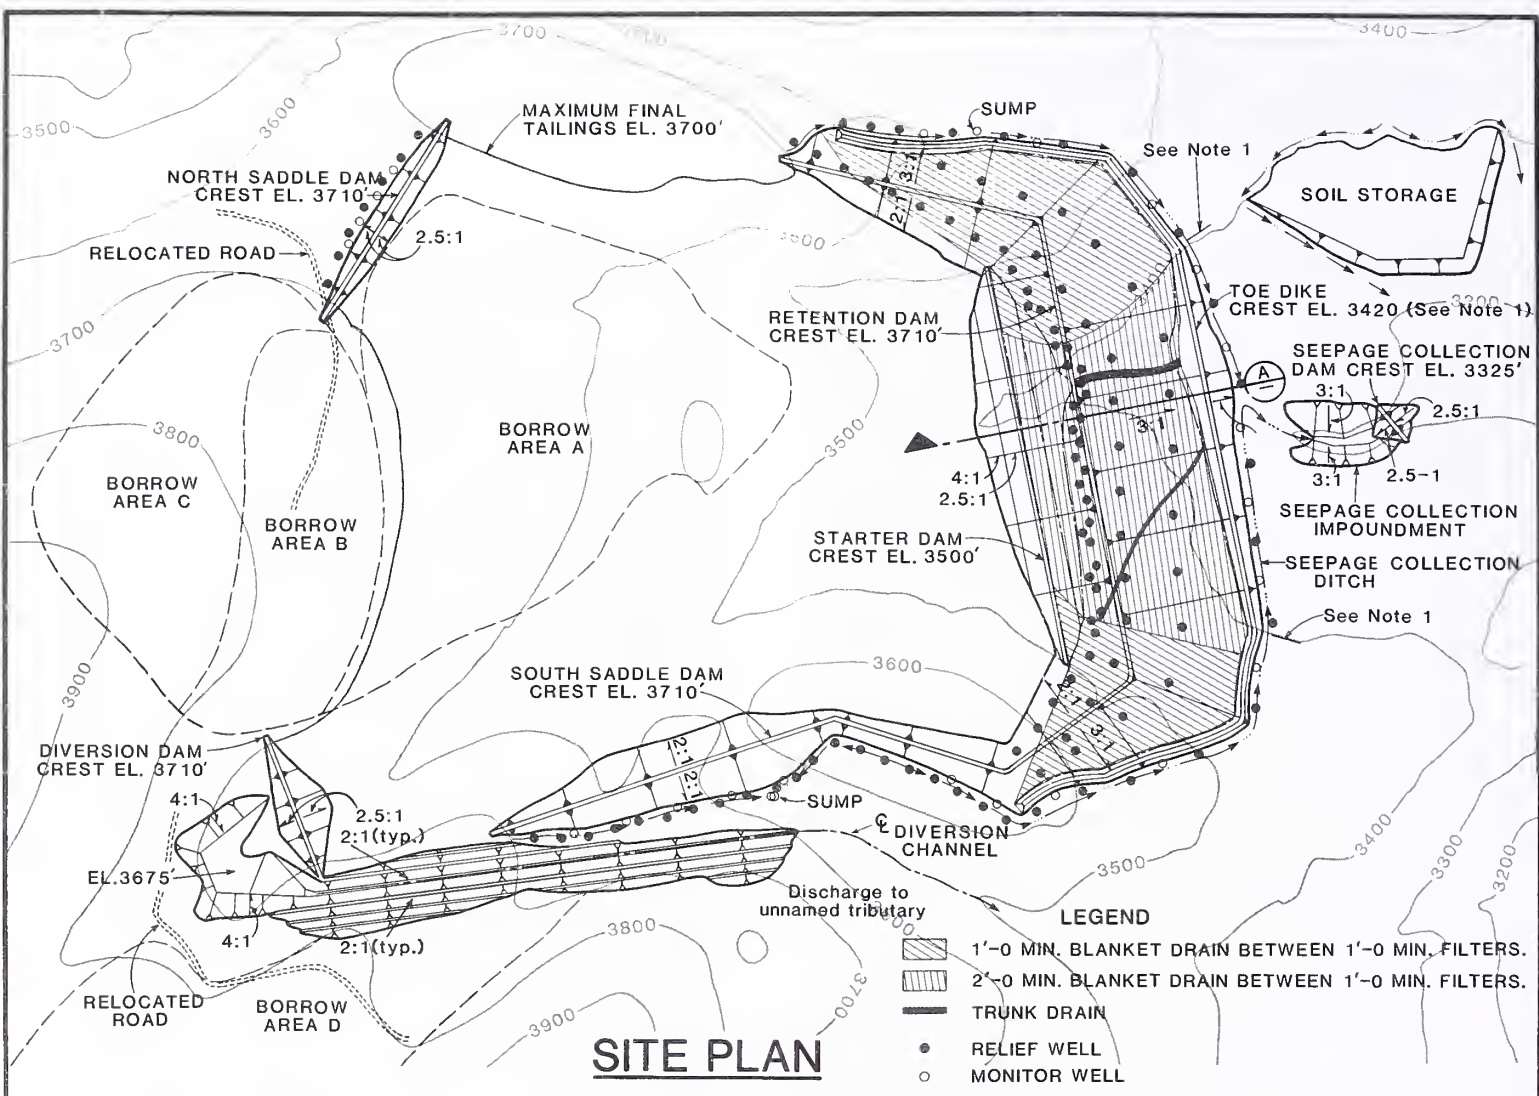 3700
3400
3500
3600
MAXIMUM FINAL
TAILINGS EL. 3700'
SUMP
See Note 1
SOIL STORAGE
NORTH SADDLE DAM
CREST EL. 3710'
3:1
2:1
2.5:1
3600
RELOCATED ROAD
TOE DIKE
CREST EL. 3420 (See Note 1)
3200
RETENTION DAM
CREST EL. 3710'
3700
SEEPAGE COLLECTION
DAM CREST EL. 3325'
A
3:1
2.5:1
3800
BORROW
AREA A
3500
3:1
BORROW
AREA C
4:1
2.5:1
3:1
2.5-1
BORROW
AREA B
SEEPAGE COLLECTION
IMPOUNDMENT
STARTER DAM
CREST EL. 3500'
SEEPAGE COLLECTION
DITCH
See Note 1
3900
3600
SOUTH SADDLE DAM
CREST EL. 3710'
3:1
DIVERSION DAM
CREST EL. 3710'
2:1
2:1
4:1
2.5:1
2:1(typ.)
SUMP
℄ DIVERSION
CHANNEL
3500
3400
3300
3200
EL.3675'
Discharge to
unnamed tributary
4:1
2:1(typ.)
3800
3700
RELOCATED
ROAD
BORROW
AREA D
3900
SITE PLAN
LEGEND
1'-0 MIN. BLANKET DRAIN BETWEEN 1'-0 MIN. FILTERS.
2'-0 MIN. BLANKET DRAIN BETWEEN 1'-0 MIN. FILTERS.
TRUNK DRAIN
RELIEF WELL
MONITOR WELL